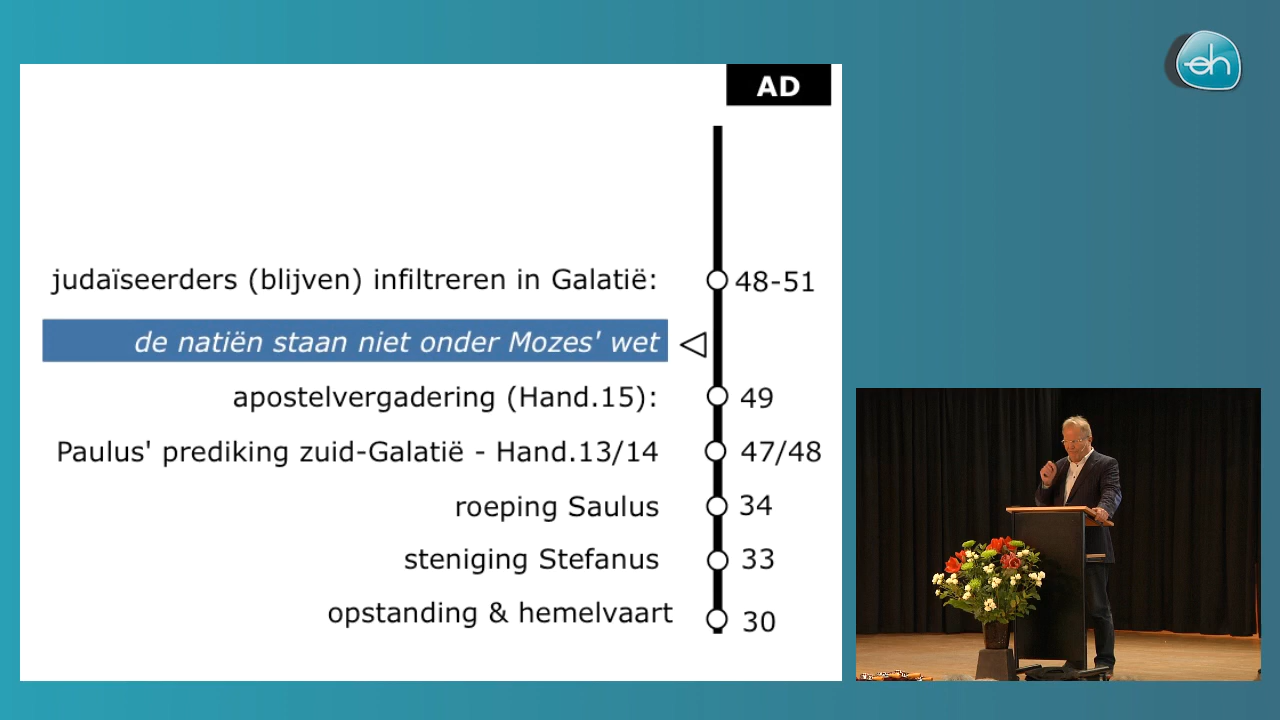 AD
judaïseerders (blijven) infiltreren in Galatië: 48-51
de natiën staan niet onder Mozes' wet
apostelvergadering (Hand.15): 49
Paulus' prediking zuid-Galatië - Hand.13/14 47/48
roeping Saulus 34
steniging Stefanus 33
opstanding & hemelvaart 30
eh